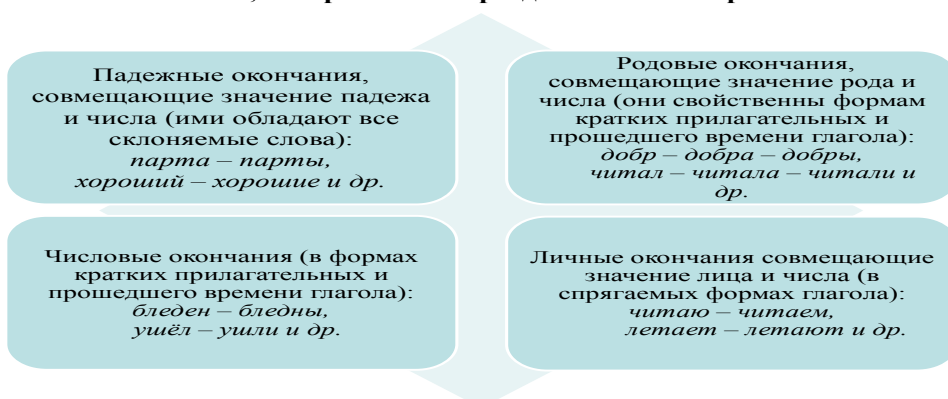 Падежные окончания,
совмещающие значение падежа
и числа (ими обладают все
склоняемые слова):
парта – парты,
хороший – хорошие и др.
Родовые окончания,
совмещающие значение рода и
числа (они свойственны формам
кратких прилагательных и
прошедшего времени глагола):
добр – добра – добры,
читал – читала – читали и
др.
Числовые окончания (в формах
кратких прилагательных и
прошедшего времени глагола):
бледен – бледны,
ушёл – ушли и др.
Личные окончания совмещающие
значение лица и числа (в
спрягаемых формах глагола):
читаю – читаем,
летает – летают и др.